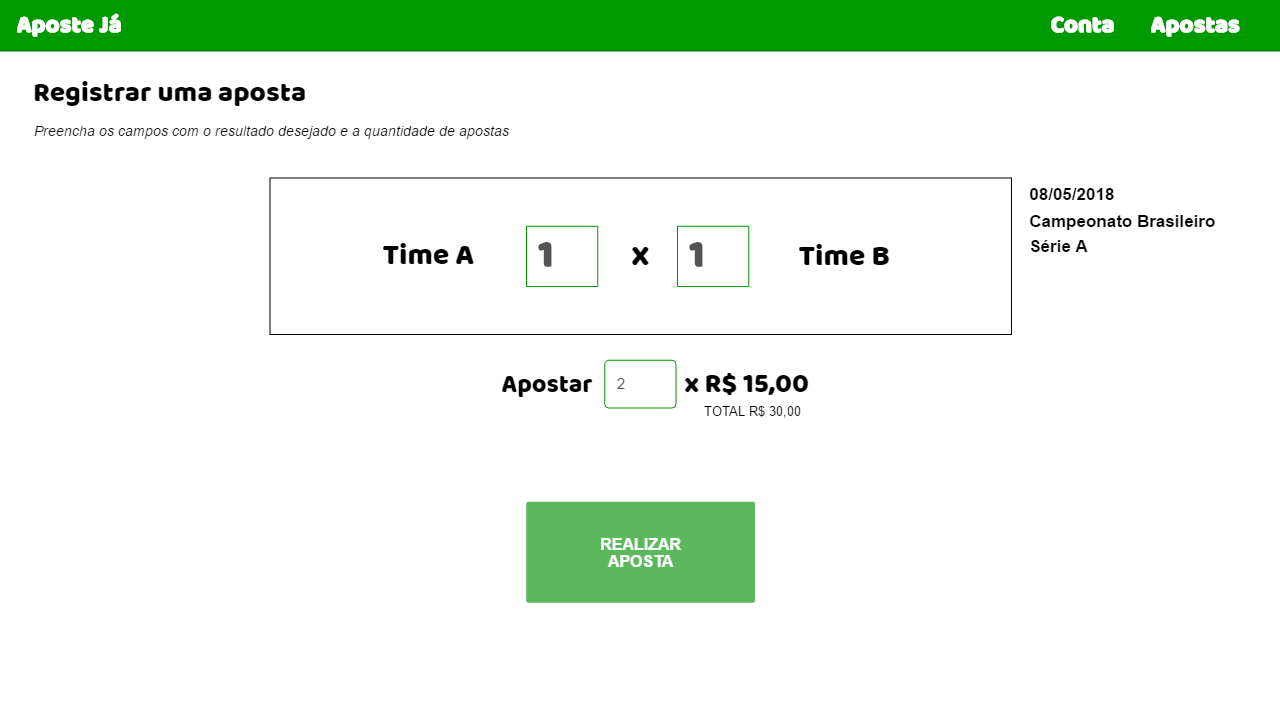 Aposte Já
Conta
Apostas
Registrar uma aposta
Preencha os campos com o resultado desejado e a quantidade de apostas
Time A
1
x
1
Time B
08/05/2018
Campeonato Brasileiro
Série A
Apostar 2 x R$ 15,00
TOTAL R$ 30,00
REALIZAR
APOSTA